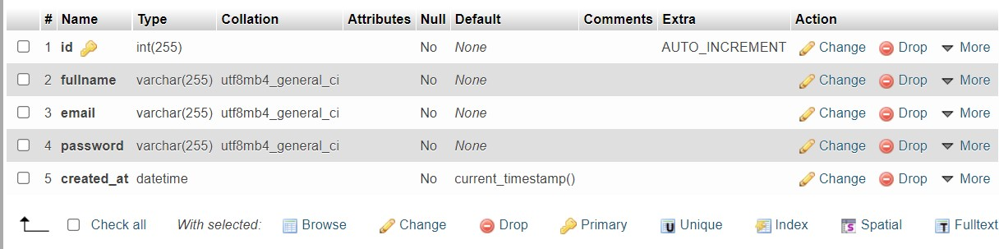 # Name Type Collation Attributes Null Default Comments Extra Action
1 id int(255) No None AUTO_INCREMENT Change Drop More
2 fullname varchar(255) utf8mb4_general_ci No None Change Drop More
3 email varchar(255) utf8mb4_general_ci No None Change Drop More
4 password varchar(255) utf8mb4_general_ci No None Change Drop More
5 created_at datetime No current_timestamp() Change Drop More
Check all With selected: Browse Change Drop Primary U Unique Index S Spatial T Fulltext